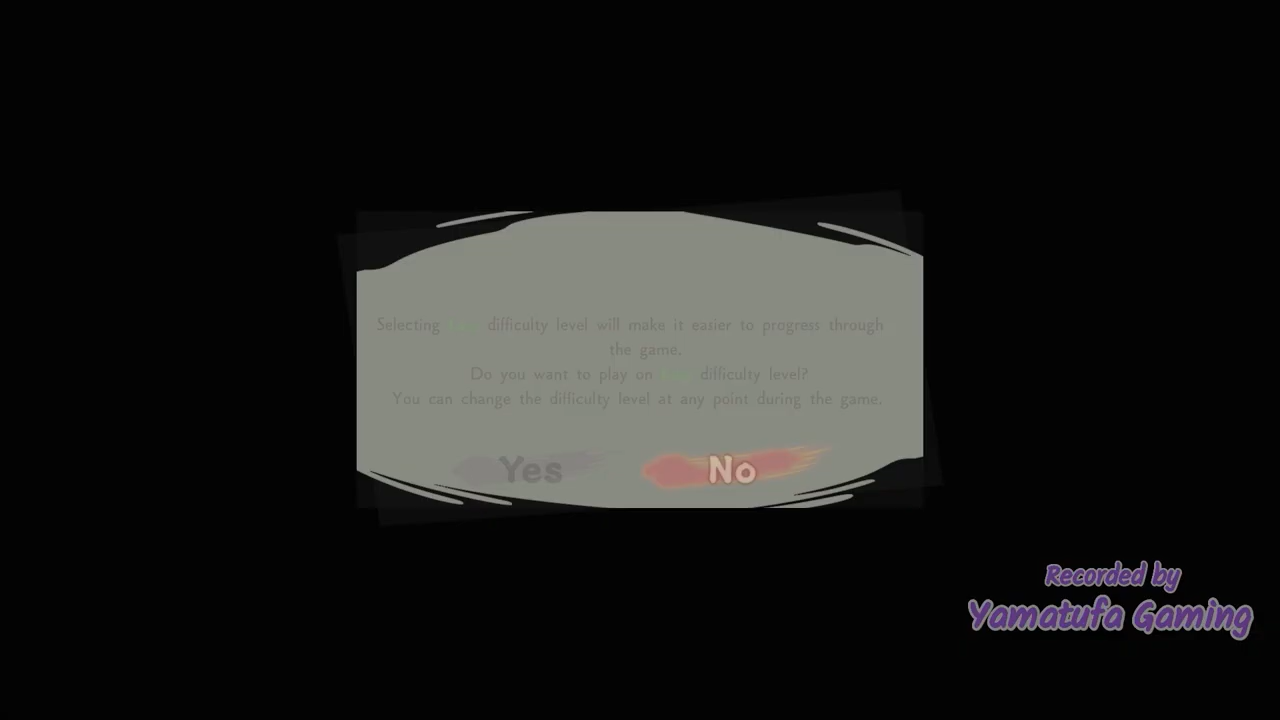 Selecting difficulty level will make it easier to progress through
the game.
Do you want to play on difficulty level?
You can change the difficulty level at any point during the game.
Yes No
Recorded by
Yamatufa Gaming